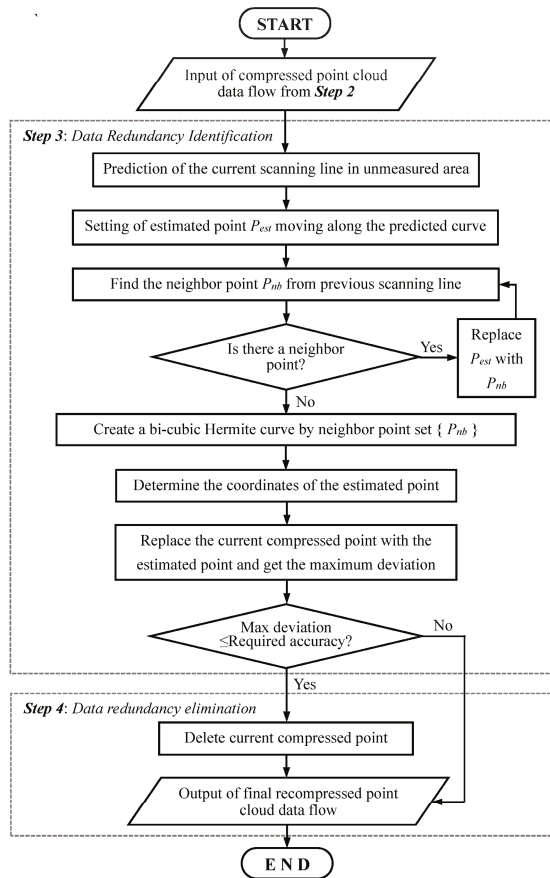 START
Input of compressed point cloud
data flow from Step 2
Step 3: Data Redundancy Identification
Prediction of the current scanning line in unmeasured area
Setting of estimated point Pest moving along the predicted curve
Find the neighbor point Pnb from previous scanning line
Is there a neighbor
point?
Yes
Replace
Pest with
Pnb
No
Create a bi-cubic Hermite curve by neighbor point set { Pnb }
Determine the coordinates of the estimated point
Replace the current compressed point with the
estimated point and get the maximum deviation
Max deviation
≤Required accuracy?
No
Yes
Step 4: Data redundancy elimination
Delete current compressed point
Output of final recompressed point
cloud data flow
E N D